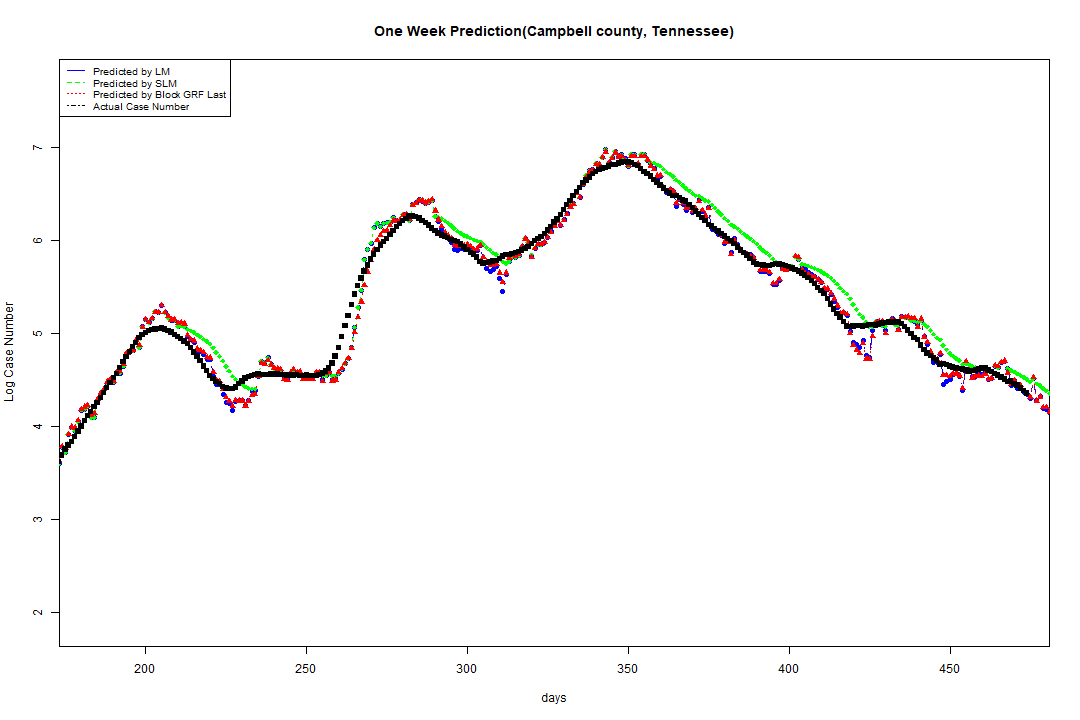 One Week Prediction(Campbell county, Tennessee)
Predicted by LM
Predicted by SLM
Predicted by Block GRF Last
Actual Case Number
7
6
5
4
3
2
Log Case Number
200 250 300 350 400 450
days